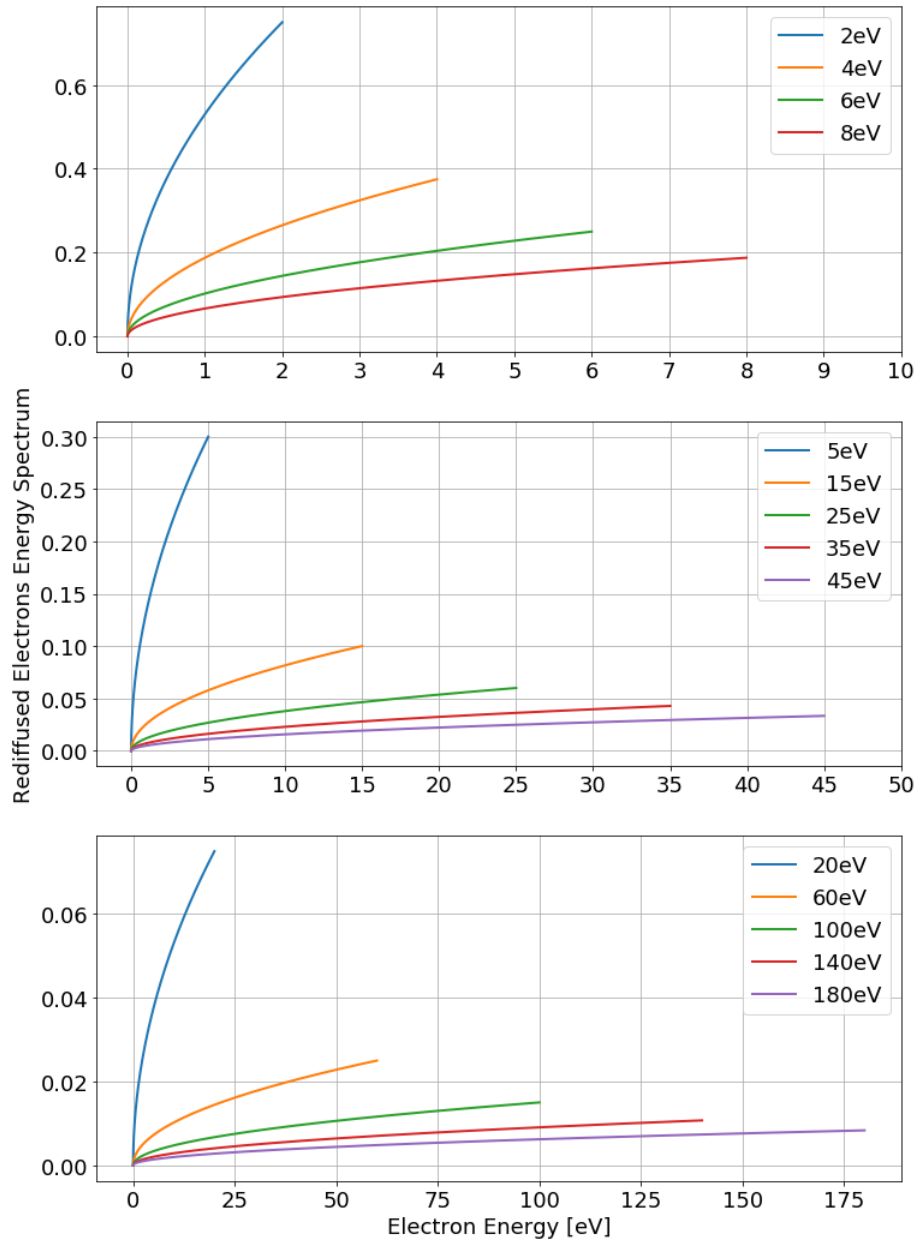 2eV
4eV
6eV
8eV
0.6
0.4
0.2
0.0
0 1 2 3 4 5 6 7 8 9 10
Rediffused Electrons Energy Spectrum
5eV
15eV
25eV
35eV
45eV
0.30
0.25
0.20
0.15
0.10
0.05
0.00
0 5 10 15 20 25 30 35 40 45 50
20eV
60eV
100eV
140eV
180eV
0.06
0.04
0.02
0.00
0 25 50 75 100 125 150 175
Electron Energy [eV]